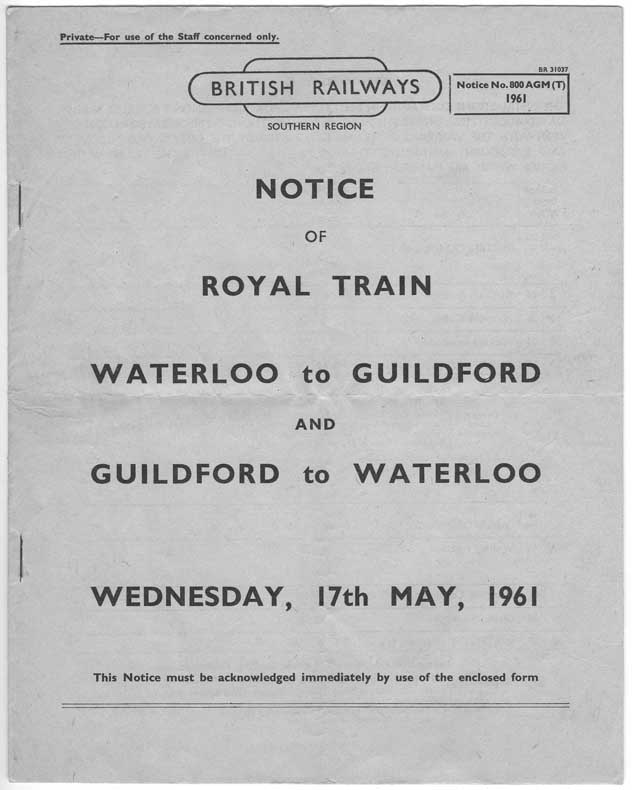 Private—For use of the Staff concerned only.
BR 31037
BRITISH RAILWAYS
Notice No. 800 AGM (T)
1961
SOUTHERN REGION
NOTICE
OF
ROYAL TRAIN
WATERLOO to GUILDFORD
AND
GUILDFORD to WATERLOO
WEDNESDAY, 17th MAY, 1961
This Notice must be acknowledged immediately by use of the enclosed form